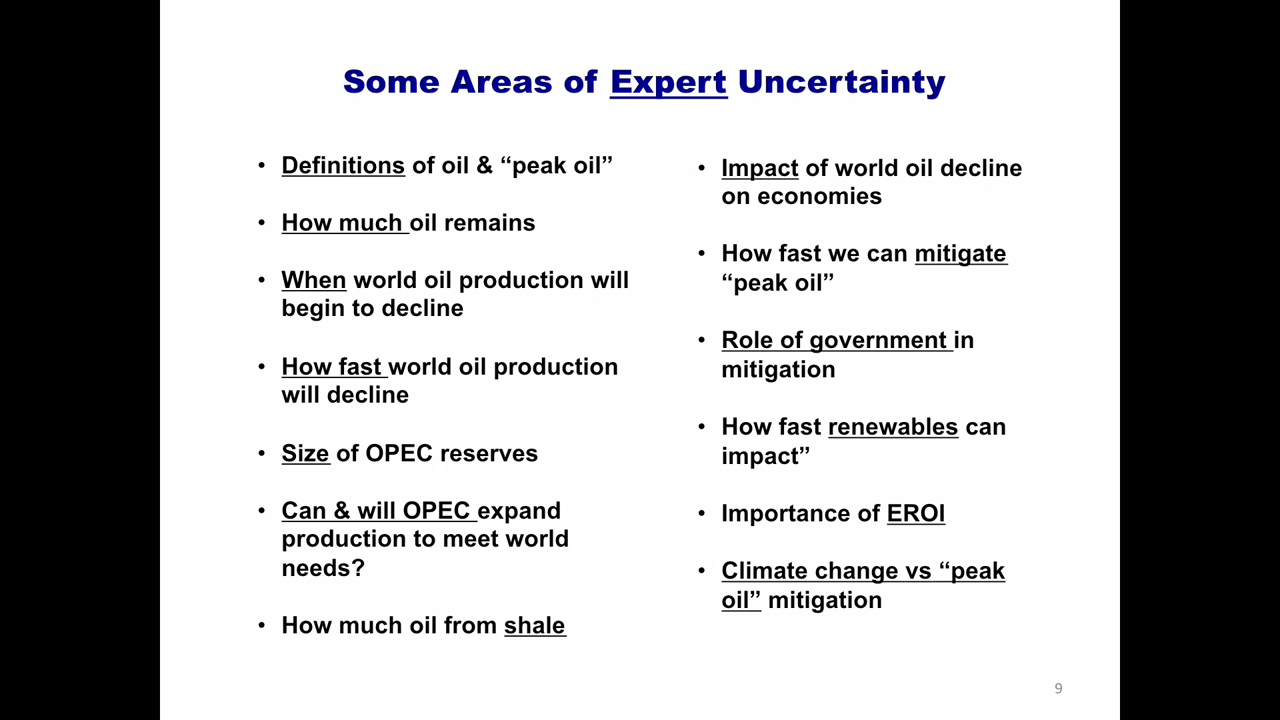 Some Areas of Expert Uncertainty
• Definitions of oil & “peak oil”
• How much oil remains
• When world oil production will
begin to decline
• How fast world oil production
will decline
• Size of OPEC reserves
• Can & will OPEC expand
production to meet world
needs?
• How much oil from shale
• Impact of world oil decline
on economies
• How fast we can mitigate
“peak oil”
• Role of government in
mitigation
• How fast renewables can
impact”
• Importance of EROI
• Climate change vs “peak
oil” mitigation
9